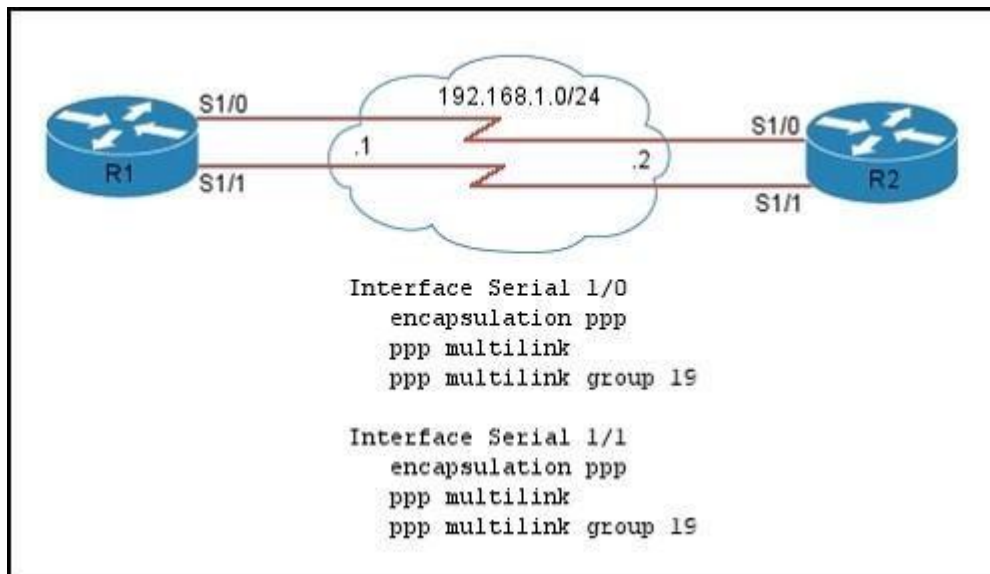 S1/0
192.168.1.0/24
S1/0
.1
.2
R1
R2
S1/1
S1/1
Interface Serial 1/0
encapsulation ppp
ppp multilink
ppp multilink group 19
Interface Serial 1/1
encapsulation ppp
ppp multilink
ppp multilink group 19